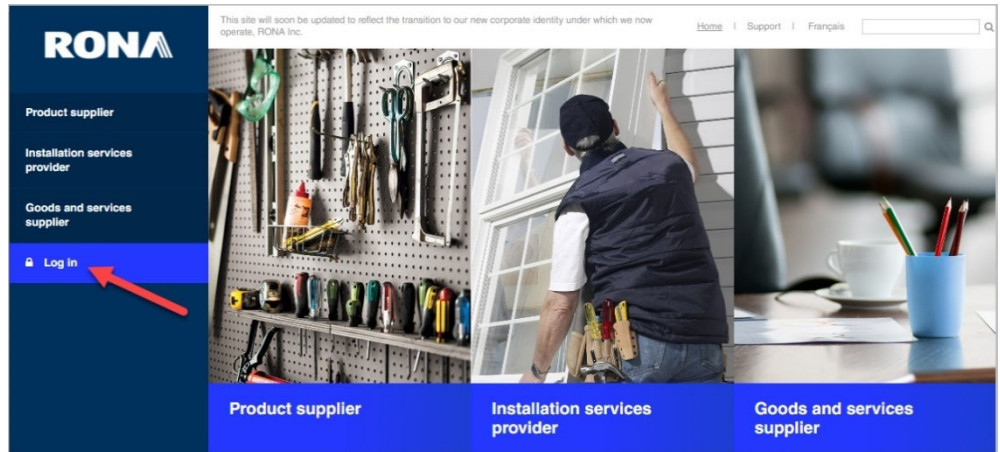 RONA
Product supplier
Installation services
provider
Goods and services
supplier
Log in
This site will soon be updated to reflect the transition to our new corporate identity under which we now
operate, RONA Inc.
Home | Support | Français
Product supplier
Installation services
provider
Goods and services
supplier